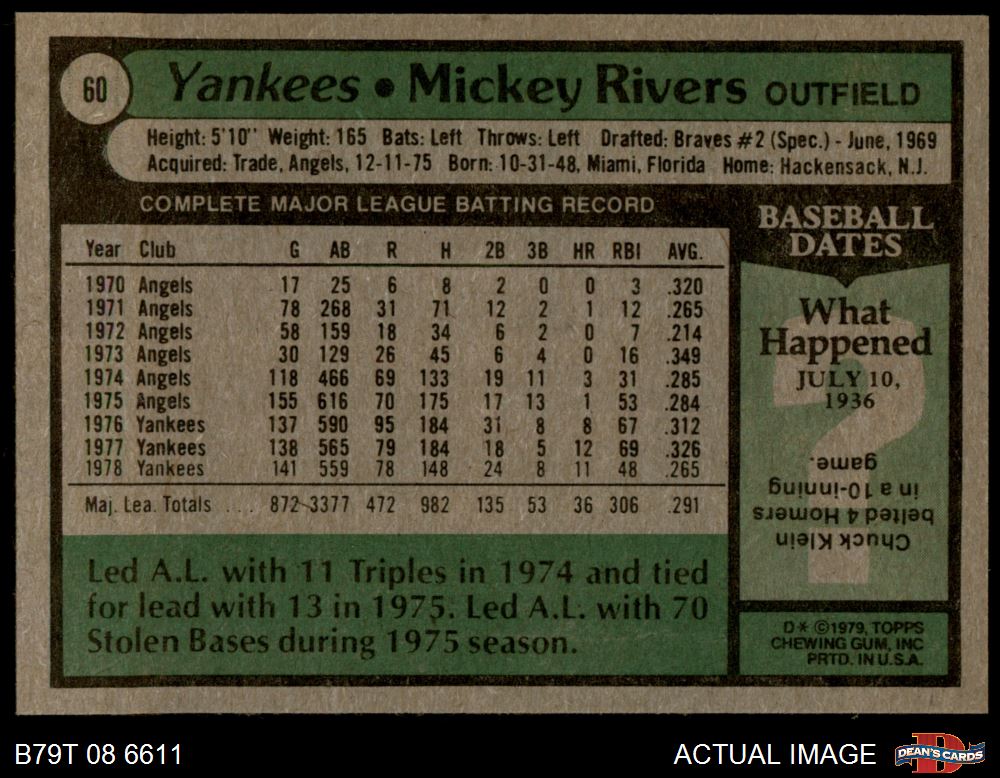 60
Yankees • Mickey Rivers OUTFIELD
Height: 5'10" Weight: 165 Bats: Left Throws: Left Drafted: Braves #2 (Spec.) - June, 1969
Acquired: Trade, Angels, 12-11-75 Born: 10-31-48, Miami, Florida Home: Hackensack, N.J.
COMPLETE MAJOR LEAGUE BATTING RECORD
Year Club G AB R H 2B 3B HR RBI AVG.
1970 Angels 17 25 6 8 2 0 0 3 .320
1971 Angels 78 268 31 71 12 2 1 12 .265
1972 Angels 58 159 18 34 6 2 0 7 .214
1973 Angels 30 129 26 45 6 4 0 16 .349
1974 Angels 118 466 69 133 19 11 3 31 .285
1975 Angels 155 616 70 175 17 13 1 53 .284
1976 Yankees 137 590 95 184 31 8 8 67 .312
1977 Yankees 138 565 79 184 18 5 12 69 .326
1978 Yankees 141 559 78 148 24 8 11 48 .265
Maj. Lea. Totals ... 872 3377 472 982 135 53 36 306 .291
Led A.L. with 11 Triples in 1974 and tied
for lead with 13 in 1975. Led A.L. with 70
Stolen Bases during 1975 season.
BASEBALL
DATES
What
Happened
JULY 10,
1936
?
Chuck Klein
belted 4 Homers
in a 10-inning
game.
D* ©1979, TOPPS
CHEWING GUM, INC
PRTD. IN U.S.A.
B79T 08 6611
ACTUAL IMAGE
DEAN'S CARDS